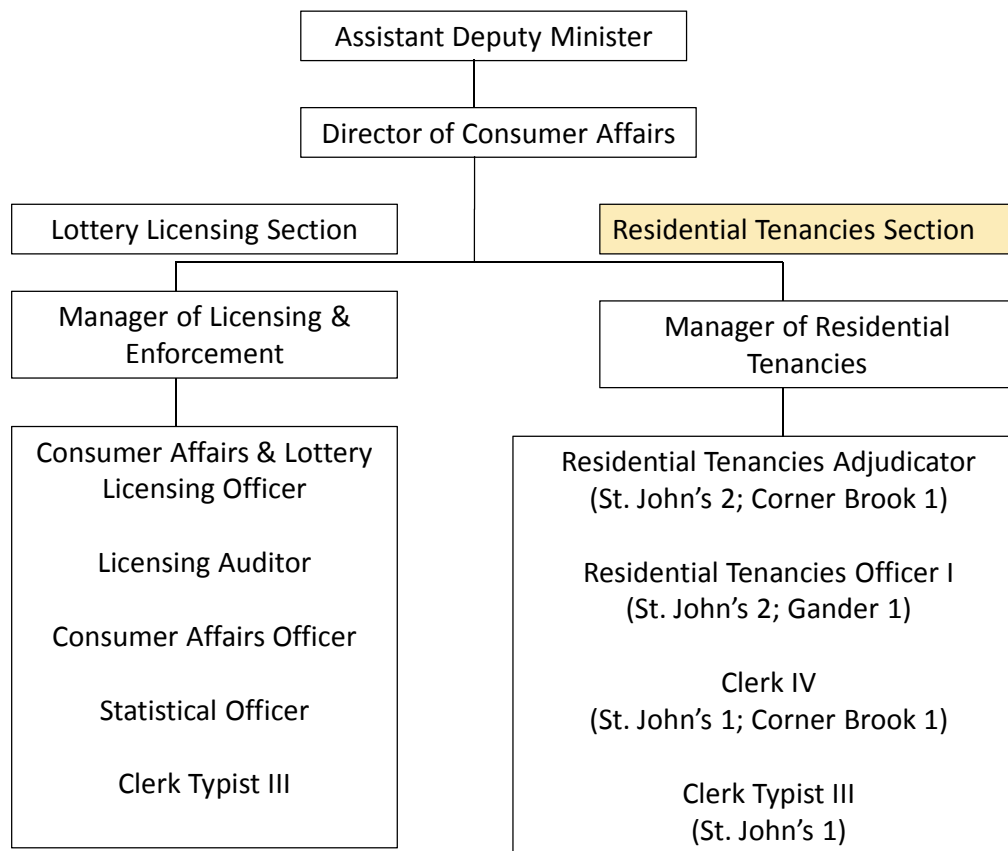 Assistant Deputy Minister
Director of Consumer Affairs
Lottery Licensing Section
Residential Tenancies Section
Manager of Licensing &
Enforcement
Manager of Residential
Tenancies
Consumer Affairs & Lottery
Licensing Officer
Licensing Auditor
Consumer Affairs Officer
Statistical Officer
Clerk Typist III
Residential Tenancies Adjudicator
(St. John’s 2; Corner Brook 1)
Residential Tenancies Officer I
(St. John’s 2; Gander 1)
Clerk IV
(St. John’s 1; Corner Brook 1)
Clerk Typist III
(St. John’s 1)